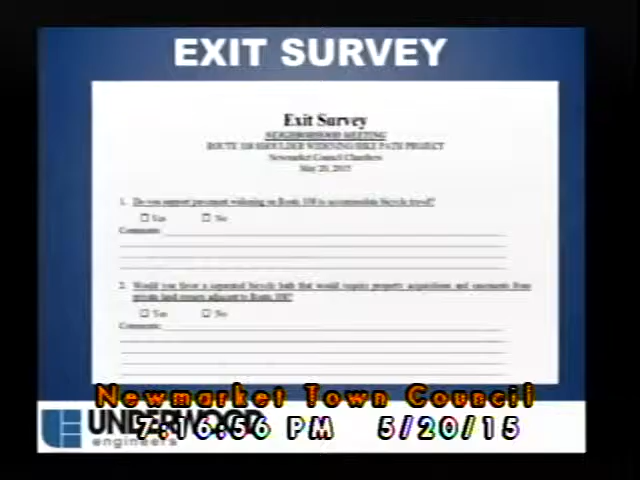 EXIT SURVEY
Exit Survey
NEIGHBORHOOD MEETING
ROUTE 108 SHOULDER WIDENING/BIKE PATH PROJECT
Newmarket Council Chambers
May 20, 2015
1. Do you support pavement widening on Route 108 to accommodate bicycle travel?
☐ Yes ☐ No
Comments:
2. Would you favor a separated bicycle path that would require property acquisitions and easements from
private land owners adjacent to Route 108?
☐ Yes ☐ No
Comments:
Newmarket Town Council
UNDERWOOD
engineers
7:16:56 PM 5/20/15